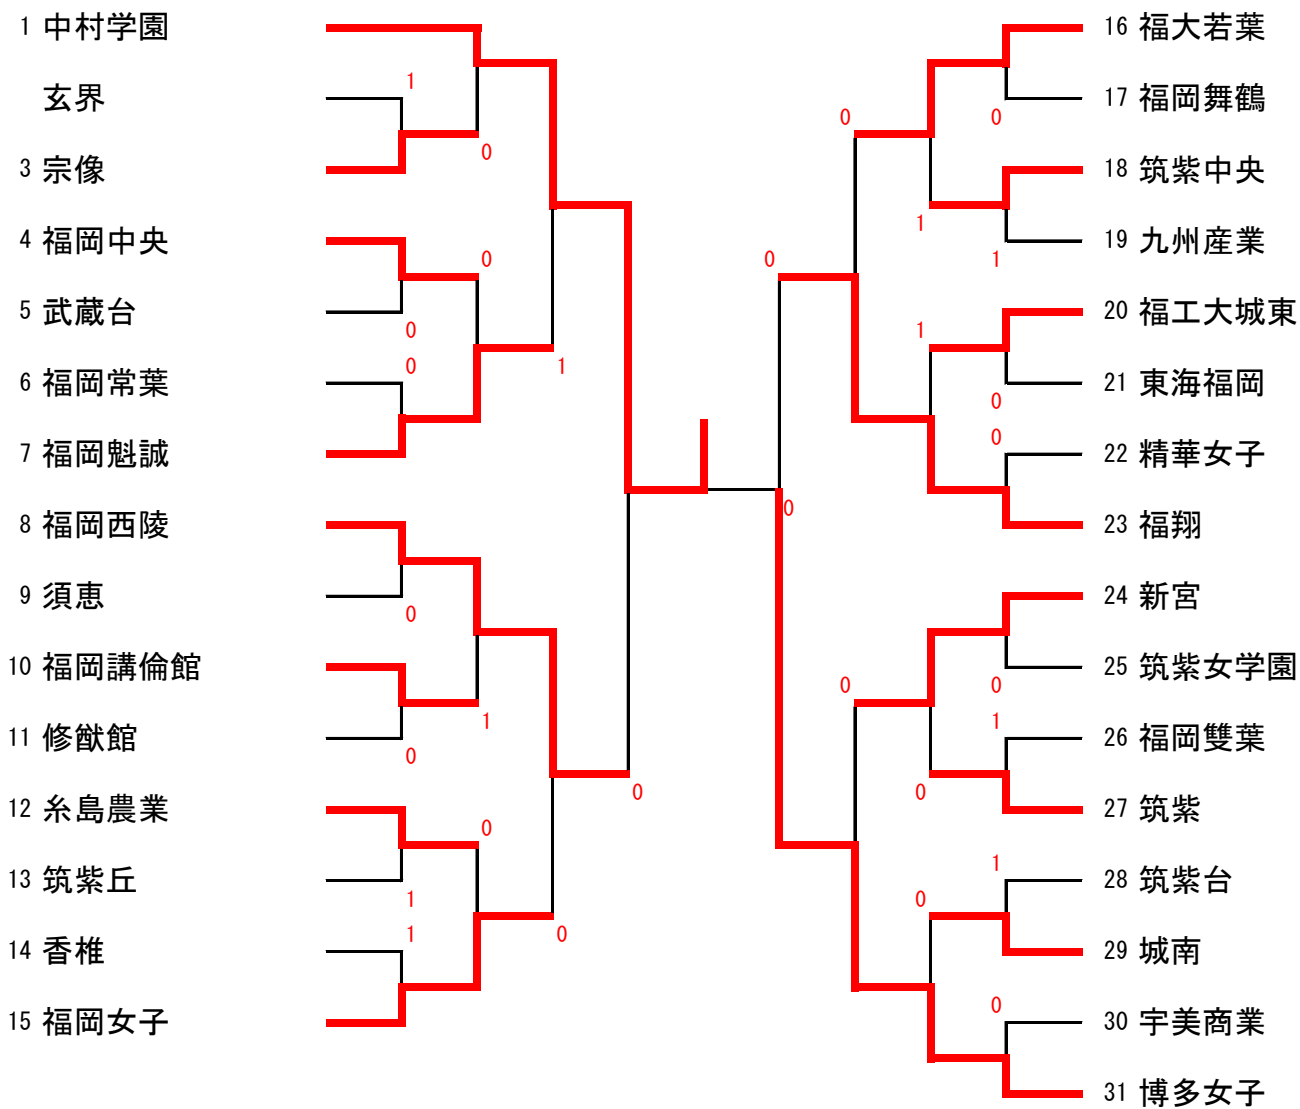 1 中村学園
玄界
3 宗像
4 福岡中央
5 武蔵台
6 福岡常葉
7 福岡魁誠
8 福岡西陵
9 須恵
10 福岡講倫館
11 修猷館
12 糸島農業
13 筑紫丘
14 香椎
15 福岡女子
1
0
0
0
0
1
0
1
0
0
0
1
1
0
16 福大若葉
17 福岡舞鶴
18 筑紫中央
19 九州産業
20 福工大城東
21 東海福岡
22 精華女子
23 福翔
24 新宮
25 筑紫女学園
26 福岡雙葉
27 筑紫
28 筑紫台
29 城南
30 宇美商業
31 博多女子
0
0
1
1
0
1
0
0
0
0
0
1
0
1
0
0